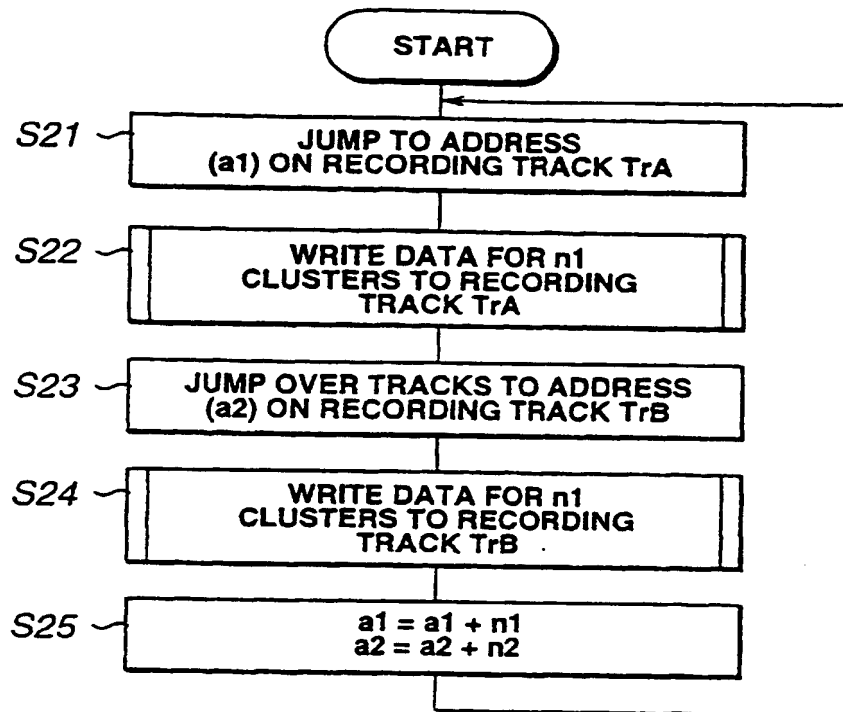 START
S21
JUMP TO ADDRESS
(a1) ON RECORDING TRACK TrA
S22
WRITE DATA FOR n1
CLUSTERS TO RECORDING
TRACK TrA
S23
JUMP OVER TRACKS TO ADDRESS
(a2) ON RECORDING TRACK TrB
S24
WRITE DATA FOR n1
CLUSTERS TO RECORDING
TRACK TrB
S25
a1 = a1 + n1
a2 = a2 + n2